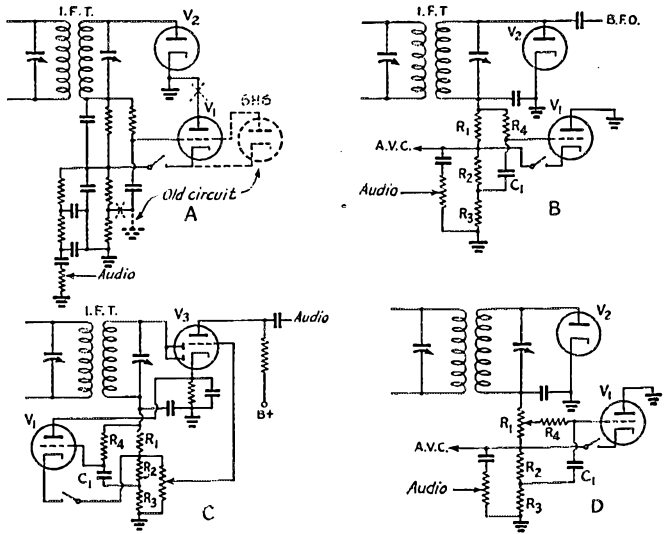 I.F.T.
V2
V1
6H6
Old circuit
A
Audio
I.F.T
B.F.O.
V2
V1
R1
R4
A.V.C.
R2
C1
Audio
R3
B
I.F.T.
V3
Audio
B+
V1
R4
R1
C1
R2
R3
C
V2
V1
R1
R4
A.V.C.
R2
C1
Audio
R3
D